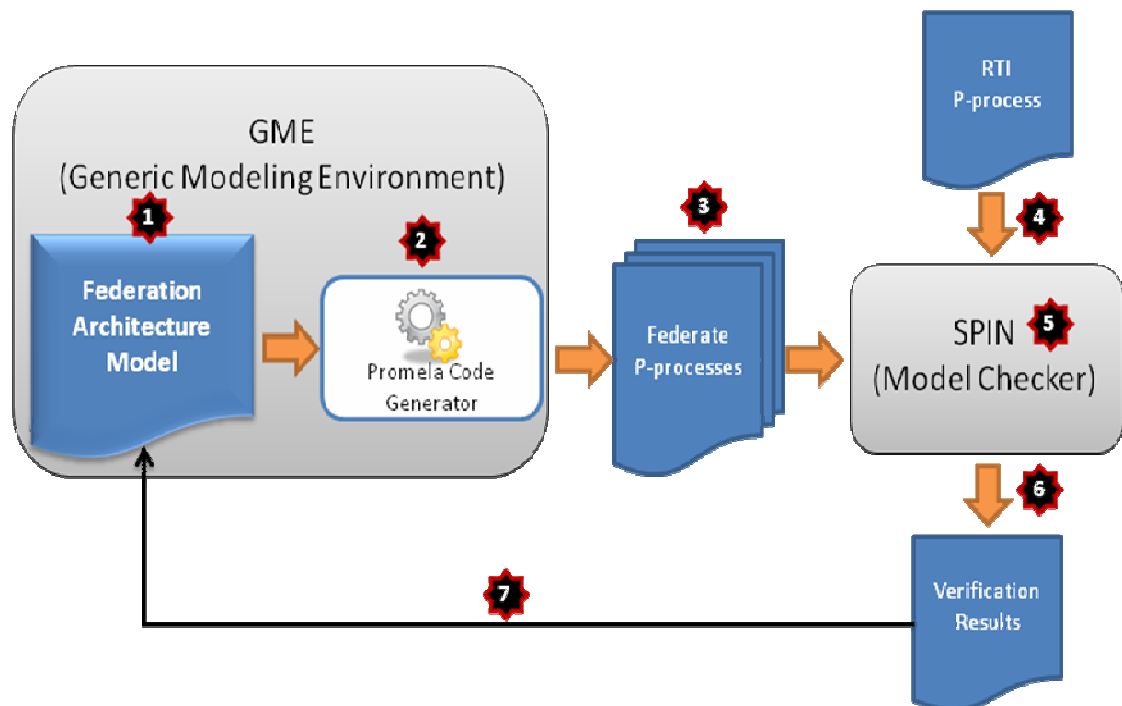 RTI
P-process
GME
(Generic Modeling Environment)
1
2
3
4
Federation
Architecture
Model
Promela Code
Generator
Federate
P-processes
5
SPIN
(Model Checker)
6
7
Verification
Results